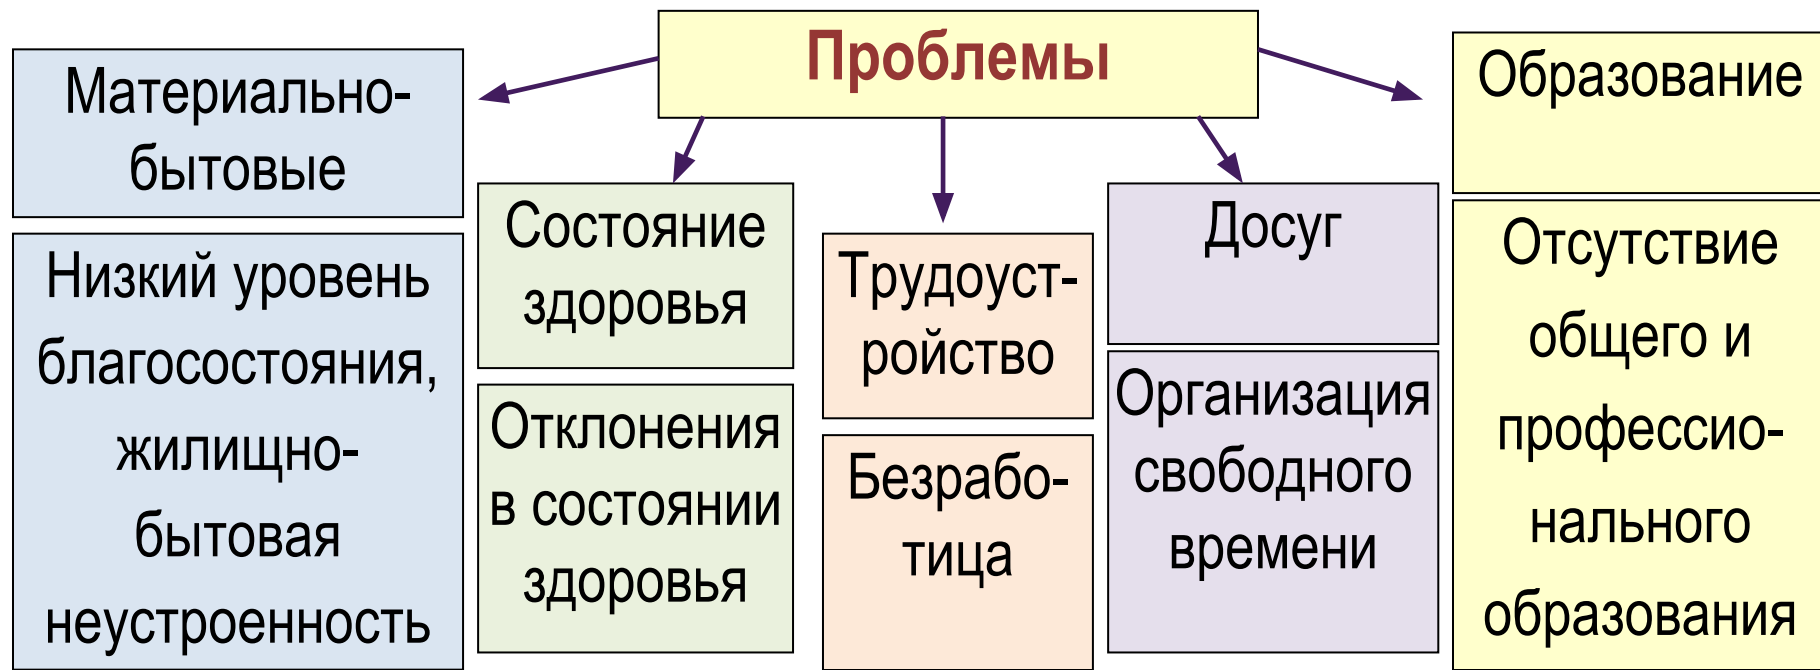 Проблемы
Материально-
бытовые
Низкий уровень
благосостояния,
жилищно-
бытовая
неустроенность
Состояние
здоровья
Отклонения
в состоянии
здоровья
Трудоуст-
ройство
Безрабо-
тица
Досуг
Организация
свободного
времени
Образование
Отсутствие
общего и
профессио-
нального
образования